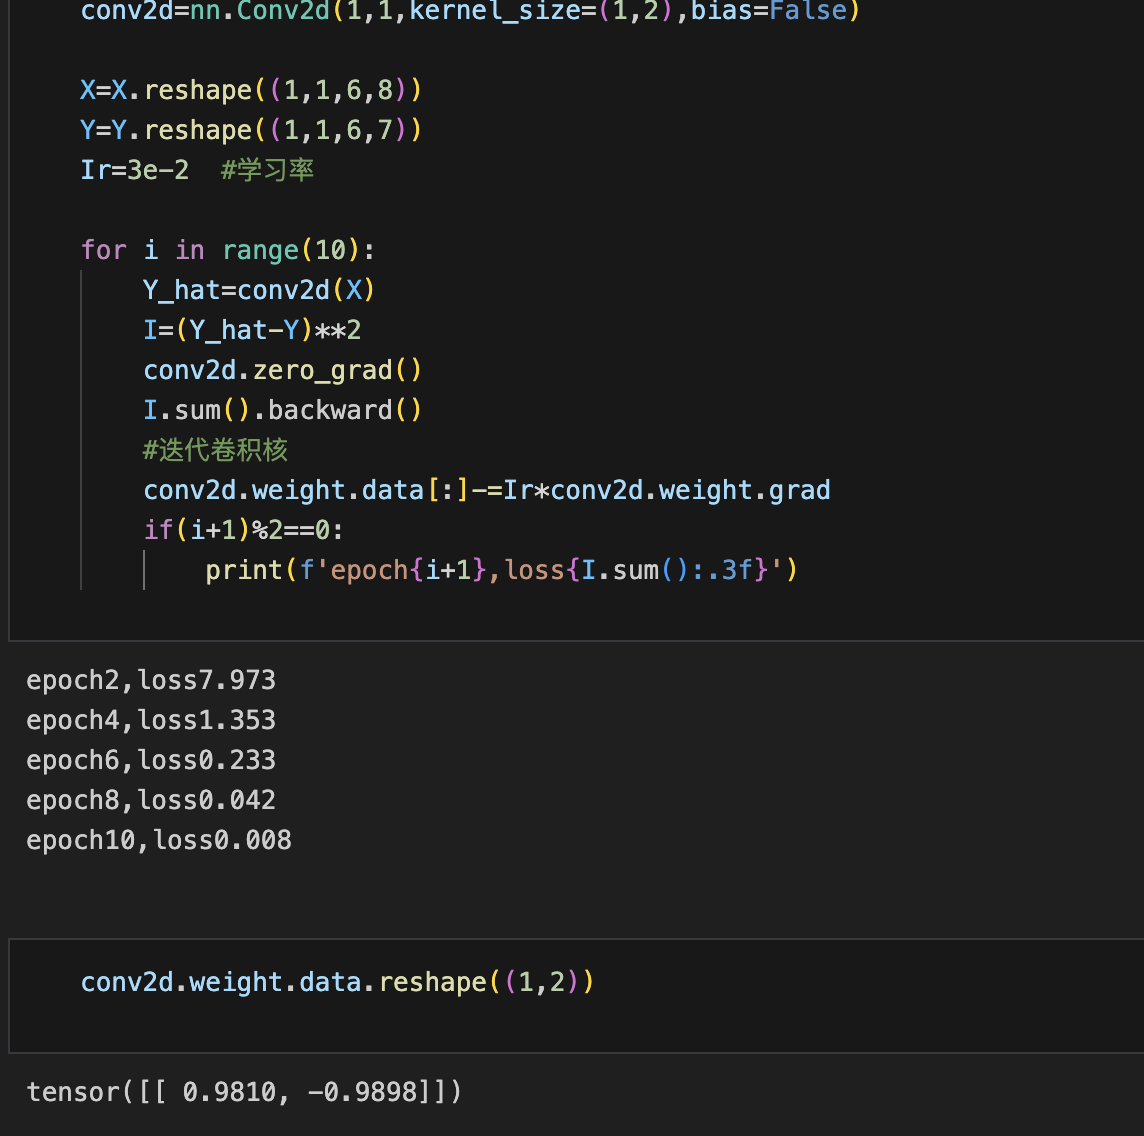 conv2d=nn.Conv2d(1,1,kernel_size=(1,2),bias=False)
X=X.reshape((1,1,6,8))
Y=Y.reshape((1,1,6,7))
Ir=3e-2  #学习率
for i in range(10):
    Y_hat=conv2d(X)
    I=(Y_hat-Y)**2
    conv2d.zero_grad()
    I.sum().backward()
    #迭代卷积核
    conv2d.weight.data[:]-=Ir*conv2d.weight.grad
    if(i+1)%2==0:
        print(f'epoch{i+1},loss{I.sum():.3f}')
epoch2,loss7.973
epoch4,loss1.353
epoch6,loss0.233
epoch8,loss0.042
epoch10,loss0.008
conv2d.weight.data.reshape((1,2))
tensor([[ 0.9810, -0.9898]])